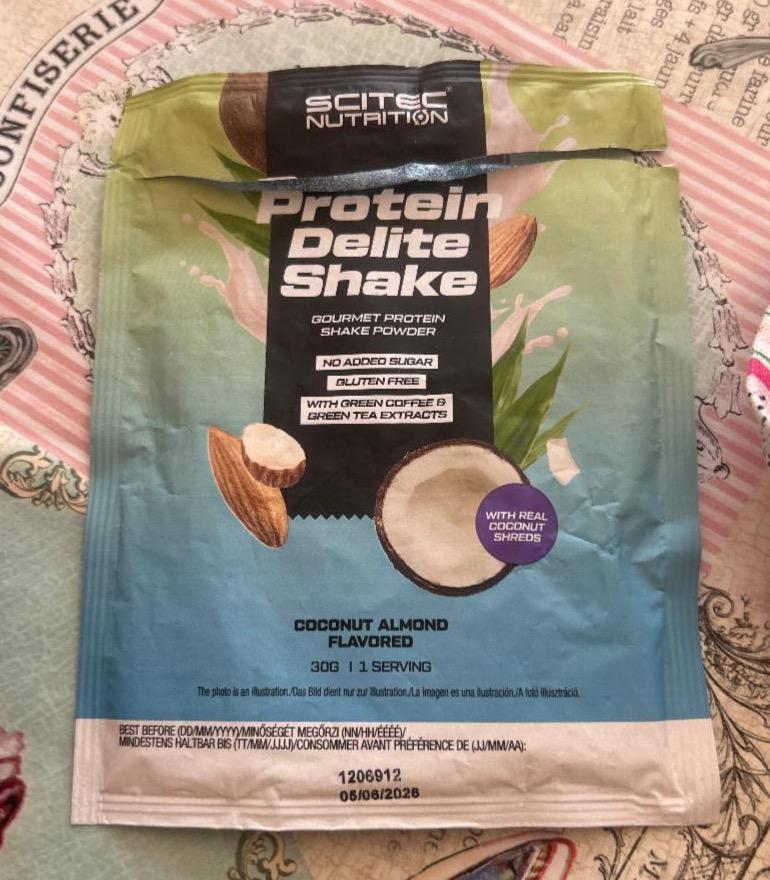 CONFISERIE
SCITEC
NUTRITION
Protein
Delite
Shake
GOURMET PROTEIN
SHAKE POWDER
NO ADDED SUGAR
GLUTEN FREE
WITH GREEN COFFEE &
GREEN TEA EXTRACTS
WITH REAL
COCONUT
SHREDS
COCONUT ALMOND
FLAVORED
30G | 1 SERVING
The photo is an illustration./Das Bild dient nur zur Illustration./La imagen es una ilustración./A fotó illusztráció.
BEST BEFORE (DD/MM/YYYY)/MINŐSÉGÉT MEGŐRZI (NN/HH/ÉÉÉÉ)/
MINDESTENS HALTBAR BIS (TT/MM/JJJJ)/CONSOMMER AVANT PRÉFÉRENCE DE (JJ/MM/AA):
1206912
05/06/2026